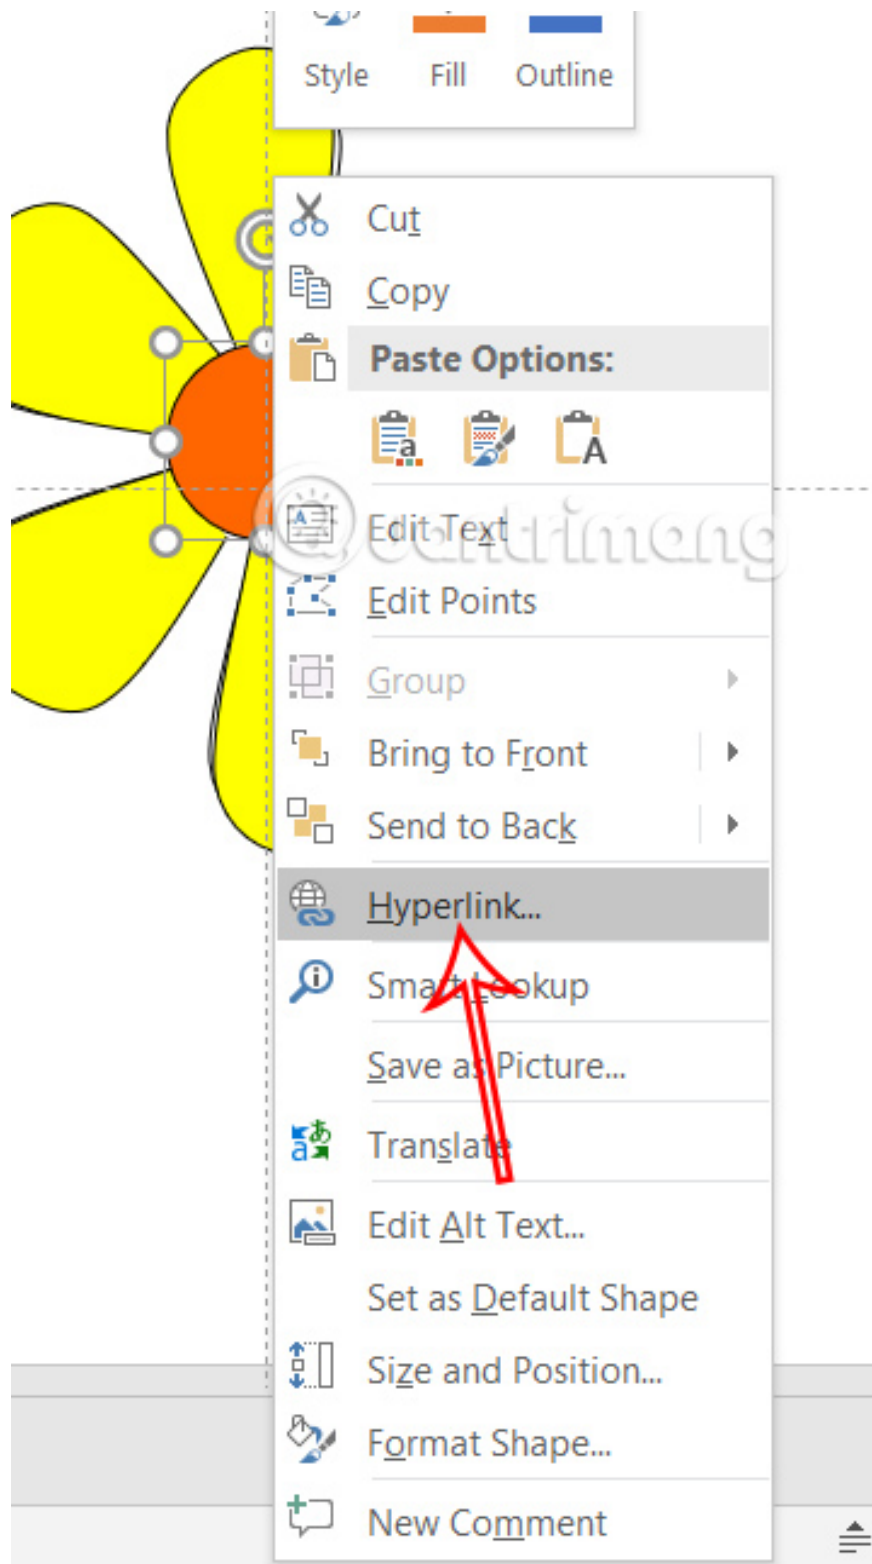 Style Fill Outline
Cut
Copy
Paste Options:
Edit Text
Edit Points
Group
Bring to Front
Send to Back
Hyperlink...
Smart Lookup
Save as Picture...
Translate
Edit Alt Text...
Set as Default Shape
Size and Position...
Format Shape...
New Comment
Quantrimang